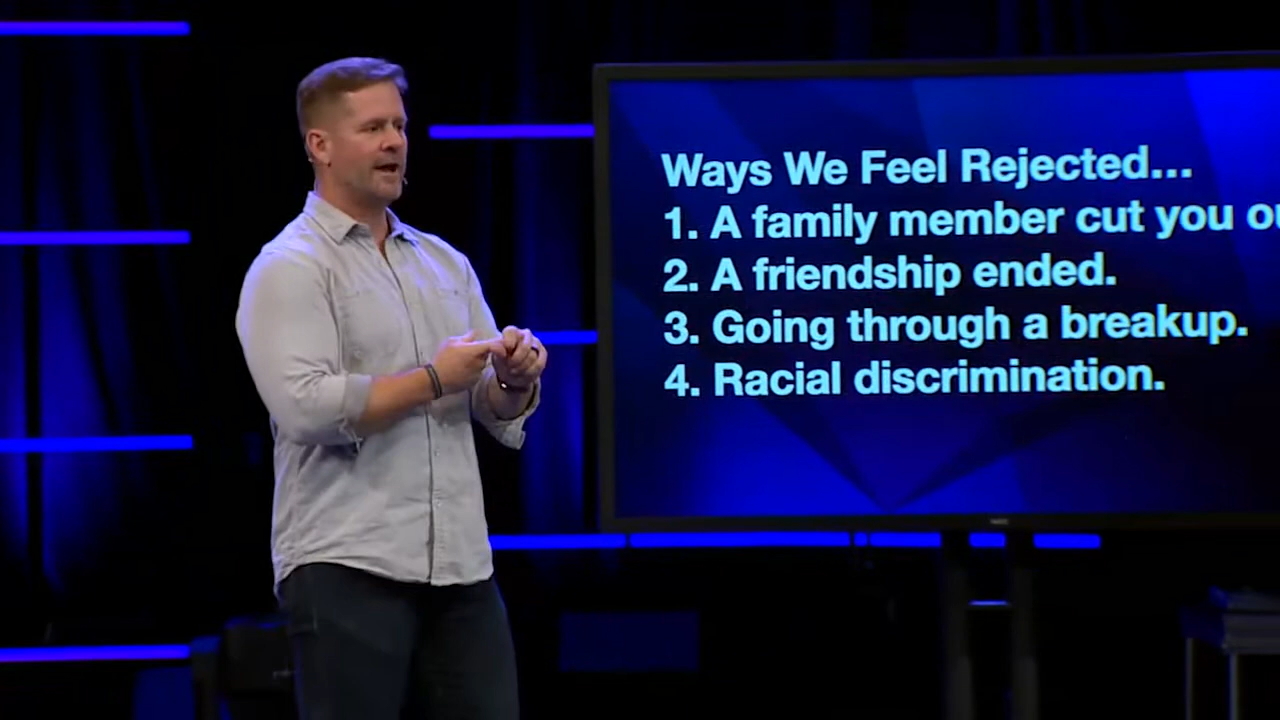 Ways We Feel Rejected...
1. A family member cut you
2. A friendship ended.
3. Going through a breakup.
4. Racial discrimination.